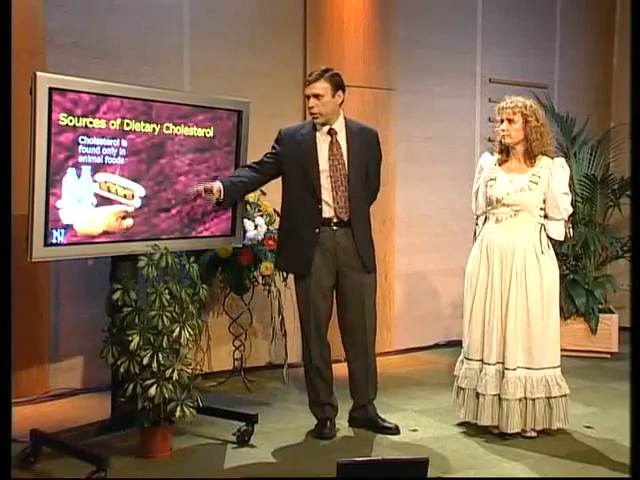 Sources of Dietary Cholesterol
Cholesterol is
found only in
animal foods
N